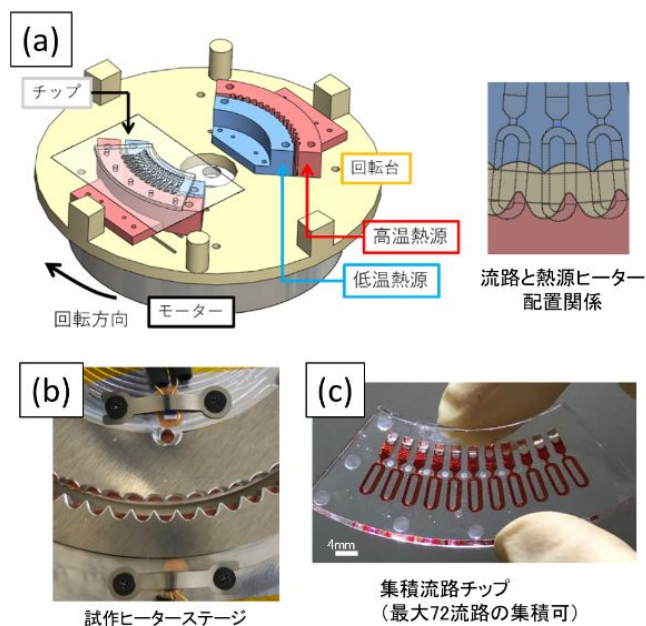 (a)
チップ
回転台
高温熱源
低温熱源
モーター
回転方向
流路と熱源ヒーター
配置関係
(b)
試作ヒーターステージ
(c)
4mm
集積流路チップ
（最大72流路の集積可）